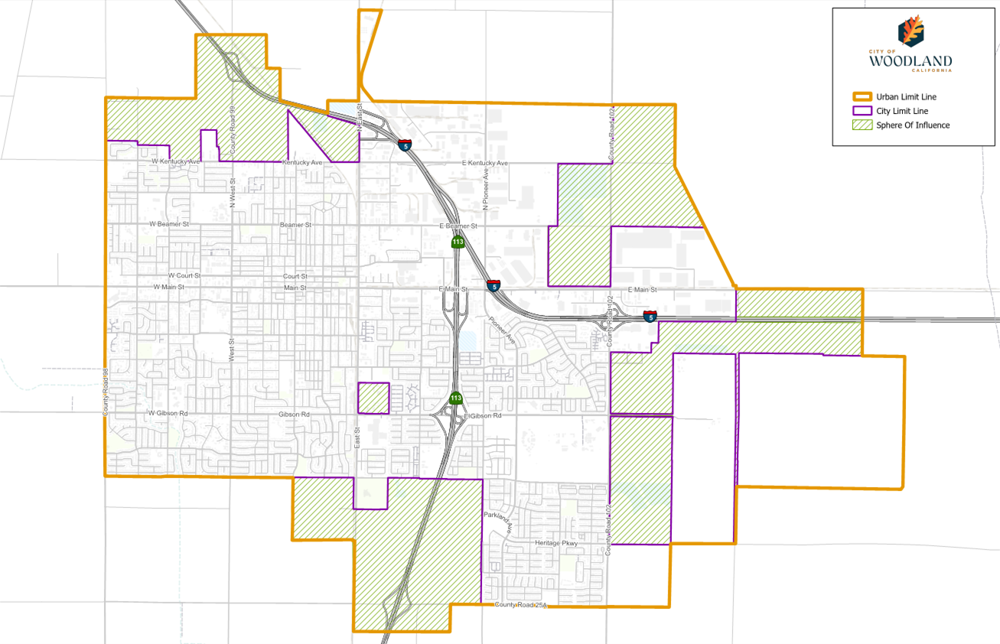 CITY OF
WOODLAND
CALIFORNIA
Urban Limit Line
City Limit Line
Sphere Of Influence
N East St
County Road 99
County Road 102
5
W Kentucky Ave
Kentucky Ave
E Kentucky Ave
N West St
N Pioneer Ave
W Beamer St
Beamer St
E Beamer St
113
W Court St
Court St
W Main St
Main St
E Main St
5
E Main St
County Road 102
5
Pioneer Ave
West St
County Road 98
113
W Gibson Rd
Gibson Rd
E Gibson Rd
East St
Parkland Ave
County Road 102
Heritage Pkwy
County Road 25A